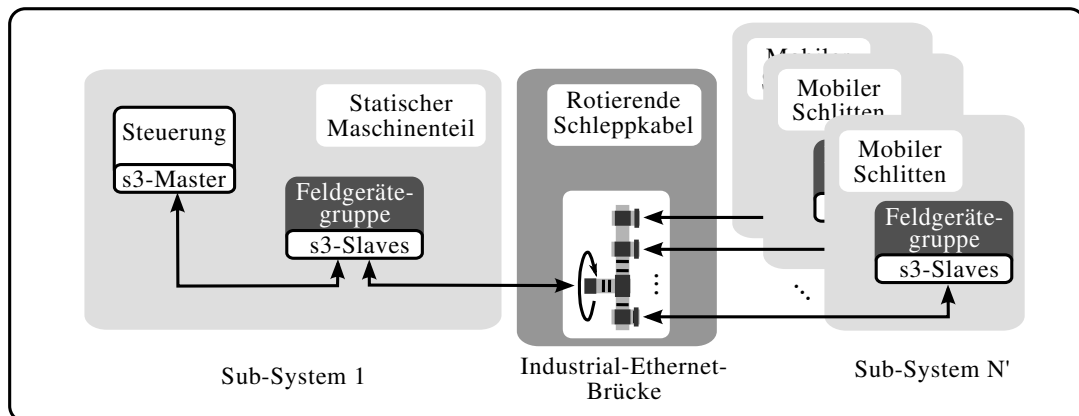 Steuerung
s3-Master
Statischer
Maschinenteil
Feldgeräte-
gruppe
s3-Slaves
Sub-System 1
Rotierende
Schleppkabel
Industrial-Ethernet-
Brücke
Mobiler
Mobiler
Schlitten
Mobiler
Schlitten
Feldgeräte-
gruppe
s3-Slaves
Sub-System N'